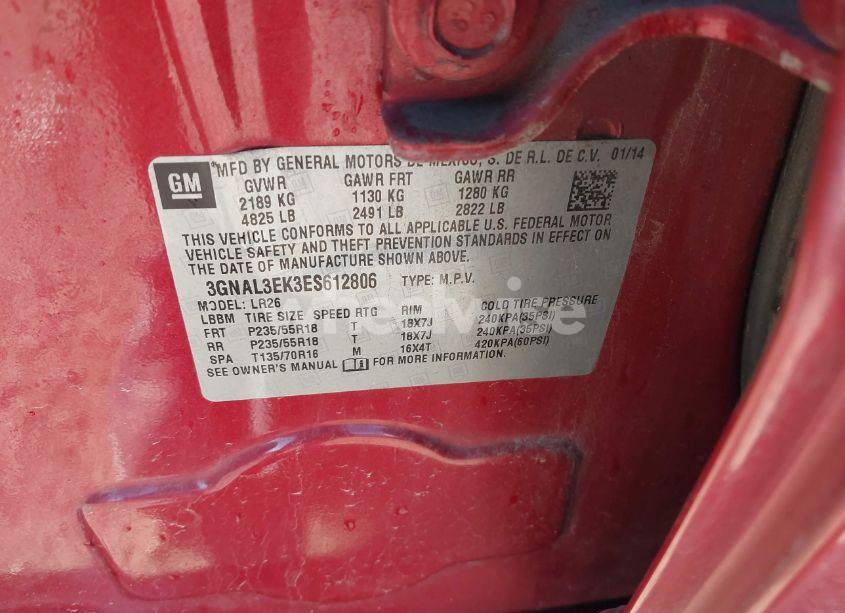 GM
MFD BY GENERAL MOTORS DE MEXICO, S. DE R.L. DE C.V. 01/14
GVWR GAWR FRT GAWR RR
2189 KG 1130 KG 1280 KG
4825 LB 2491 LB 2822 LB
THIS VEHICLE CONFORMS TO ALL APPLICABLE U.S. FEDERAL MOTOR
VEHICLE SAFETY AND THEFT PREVENTION STANDARDS IN EFFECT ON
THE DATE OF MANUFACTURE SHOWN ABOVE.
3GNAL3EK3ES612806 TYPE: M.P.V.
MODEL: LR26
LBBM TIRE SIZE SPEED RTG RIM COLD TIRE PRESSURE
FRT P235/55R18 T 18X7J 240KPA(35PSI)
RR P235/55R18 T 18X7J 240KPA(35PSI)
SPA T135/70R16 M 16X4T 420KPA(60PSI)
SEE OWNER'S MANUAL FOR MORE INFORMATION.